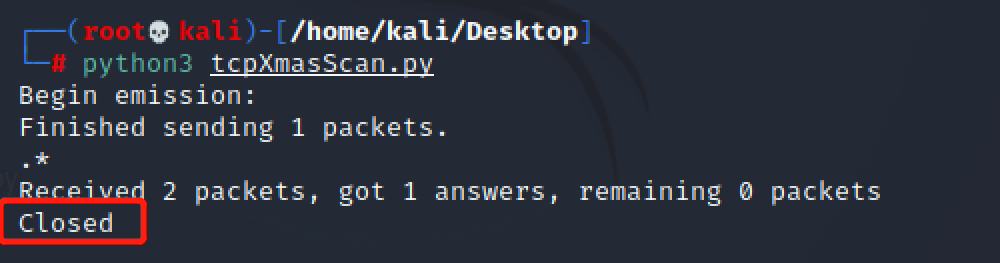 (root💀kali)-[/home/kali/Desktop]
# python3 tcpXmasScan.py
Begin emission:
Finished sending 1 packets.
.*
Received 2 packets, got 1 answers, remaining 0 packets
Closed